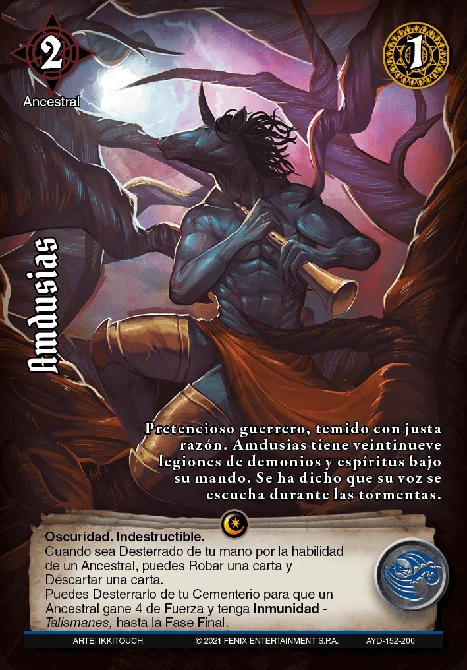 2
1
Ancestral
Amdusias
Pretencioso guerrero, temido con justa
razón. Amdusias tiene veintinueve
legiones de demonios y espíritus bajo
su mando. Se ha dicho que su voz se
escucha durante las tormentas.
Oscuridad. Indestructible.
Cuando sea Desterrado de tu mano por la habilidad
de un Ancestral, puedes Robar una carta y
Descartar una carta.
Puedes Desterrarlo de tu Cementerio para que un
Ancestral gane 4 de Fuerza y tenga Inmunidad -
Talismanes, hasta la Fase Final.
ARTE: IKKITOUCH © 2021 FENIX ENTERTAINMENT S.P.A. AYD-152-200